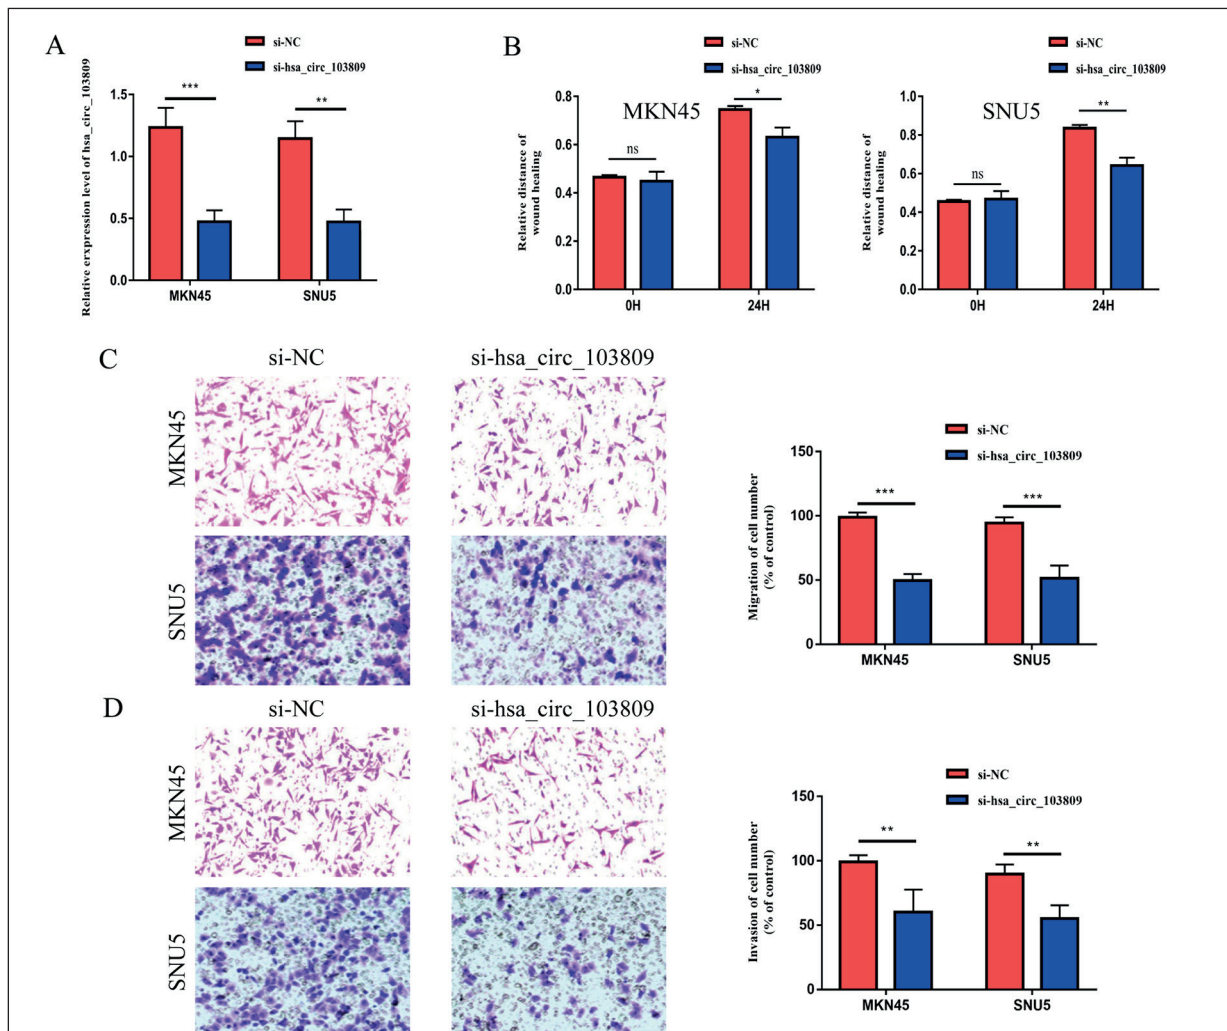 A
si-NC
si-hsa_circ_103809
Relative erxpression level of hsa_circ_103809
1.5
1.0
0.5
0.0
***
**
MKN45
SNU5
B
si-NC
si-hsa_circ_103809
MKN45
Relative distance of
wound healing
0.8
0.6
0.4
0.2
0.0
ns
*
0H
24H
si-NC
si-hsa_circ_103809
SNU5
Relative distance of
wound healing
1.0
0.8
0.6
0.4
0.2
0.0
ns
**
0H
24H
C
si-NC
si-hsa_circ_103809
MKN45
SNU5
si-NC
si-hsa_circ_103809
Migration of cell number
(% of control)
150
100
50
0
***
***
MKN45
SNU5
D
si-NC
si-hsa_circ_103809
MKN45
SNU5
si-NC
si-hsa_circ_103809
Invasion of cell number
(% of control)
150
100
50
0
**
**
MKN45
SNU5